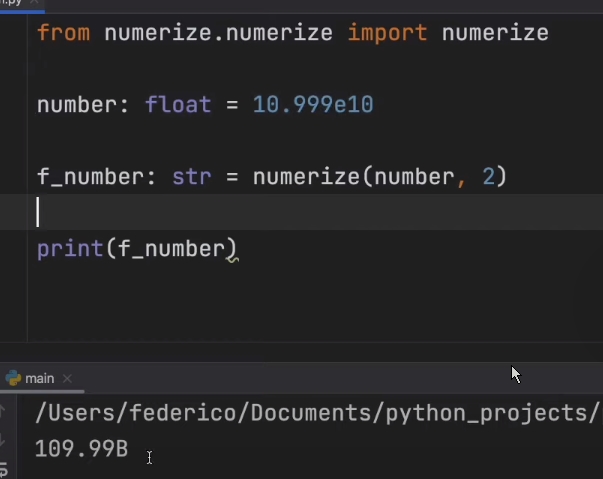 from numerize.numerize import numerize
number: float = 10.999e10
f_number: str = numerize(number, 2)
print(f_number)
main
/Users/federico/Documents/python_projects/
109.99B